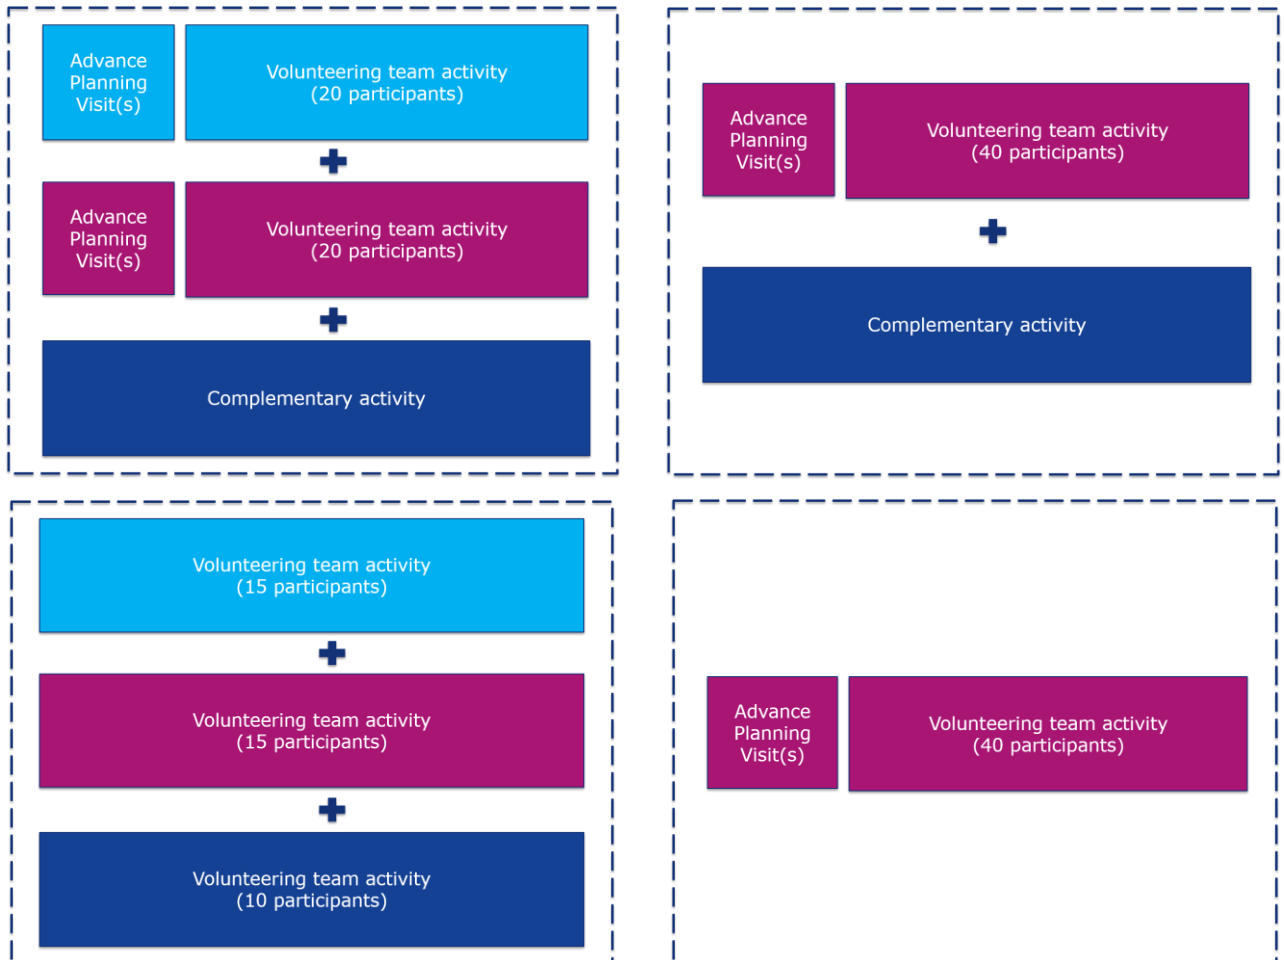 Advance
Planning
Visit(s)
Volunteering team activity
(20 participants)
Advance
Planning
Visit(s)
Volunteering team activity
(20 participants)
Complementary activity
Advance
Planning
Visit(s)
Volunteering team activity
(40 participants)
Complementary activity
Volunteering team activity
(15 participants)
Volunteering team activity
(15 participants)
Volunteering team activity
(10 participants)
Advance
Planning
Visit(s)
Volunteering team activity
(40 participants)